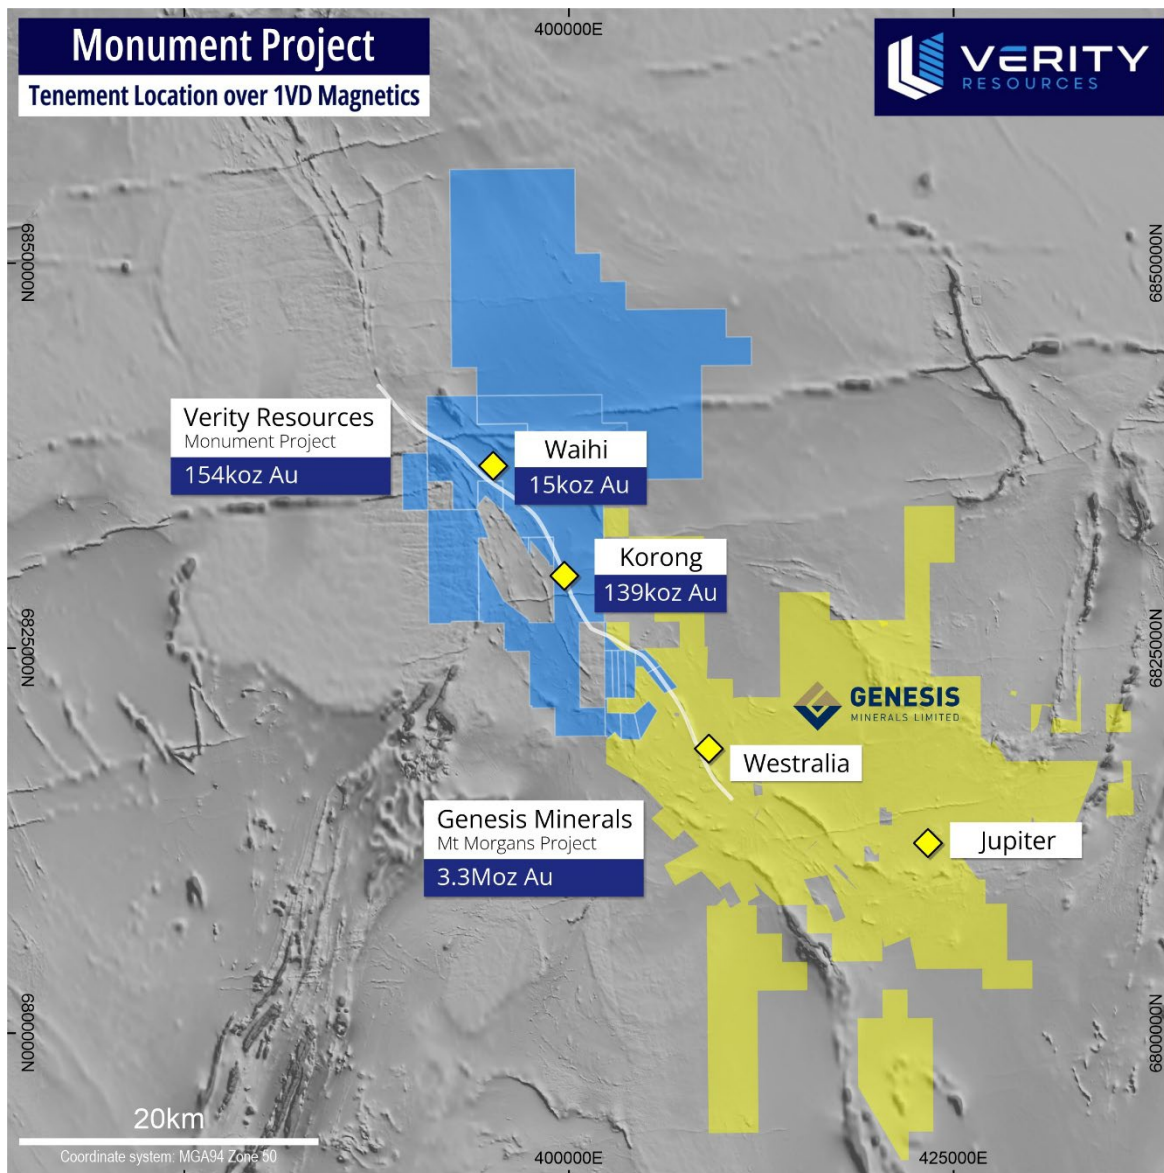 Monument Project
Tenement Location over 1VD Magnetics
400000E
VERITY
RESOURCES
6850000N
6850000N
Verity Resources
Monument Project
154koz Au
Waihi
15koz Au
Korong
139koz Au
6825000N
6825000N
GENESIS
MINERALS LIMITED
Westralia
Genesis Minerals
Mt Morgans Project
3.3Moz Au
Jupiter
6800000N
6800000N
20km
Coordinate system: MGA94 Zone 50
400000E
425000E